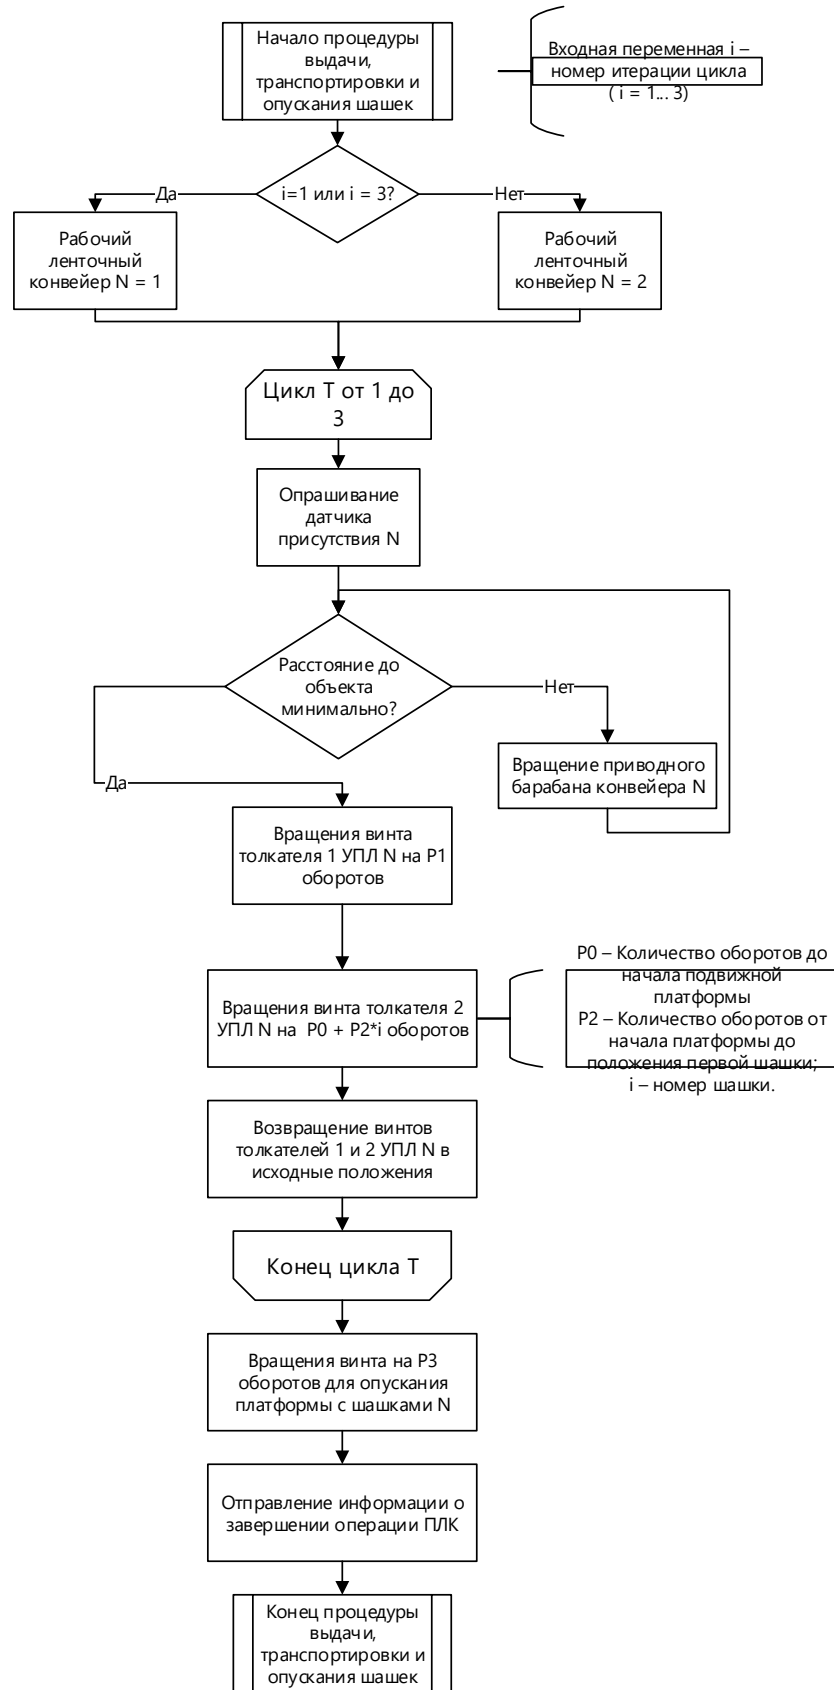 Начало процедуры
выдачи,
транспортировки и
опускания шашек
Входная переменная i –
номер итерации цикла
( i = 1... 3)
i=1 или i = 3?
Да
Нет
Рабочий
ленточный
конвейер N = 1
Рабочий
ленточный
конвейер N = 2
Цикл T от 1 до
3
Опрашивание
датчика
присутствия N
Расстояние до
объекта
минимально?
Нет
Вращение приводного
барабана конвейера N
Да
Вращения винта
толкателя 1 УПЛ N на P1
оборотов
Вращения винта толкателя 2
УПЛ N на P0 + P2*i оборотов
P0 – Количество оборотов до
начала подвижной
платформы
P2 – Количество оборотов от
начала платформы до
положения первой шашки;
i – номер шашки.
Возвращение винтов
толкателей 1 и 2 УПЛ N в
исходные положения
Конец цикла T
Вращения винта на P3
оборотов для опускания
платформы с шашками N
Отправление информации о
завершении операции ПЛК
Конец процедуры
выдачи,
транспортировки и
опускания шашек